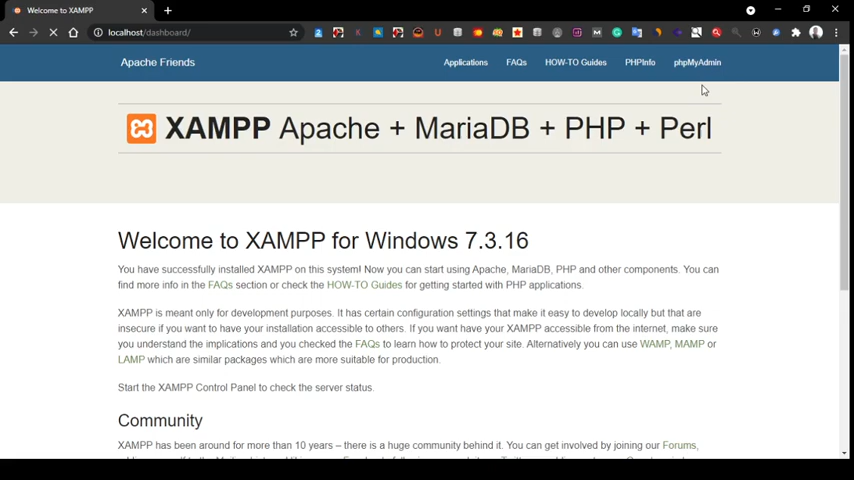 Welcome to XAMPP
localhost/dashboard/
Apache Friends
Applications FAQs HOW-TO Guides PHPInfo phpMyAdmin
XAMPP Apache + MariaDB + PHP + Perl
Welcome to XAMPP for Windows 7.3.16
You have successfully installed XAMPP on this system! Now you can start using Apache, MariaDB, PHP and other components. You can
find more info in the FAQs section or check the HOW-TO Guides for getting started with PHP applications.
XAMPP is meant only for development purposes. It has certain configuration settings that make it easy to develop locally but that are
insecure if you want to have your installation accessible to others. If you want have your XAMPP accessible from the internet, make sure
you understand the implications and you checked the FAQs to learn how to protect your site. Alternatively you can use WAMP, MAMP or
LAMP which are similar packages which are more suitable for production.
Start the XAMPP Control Panel to check the server status.
Community
XAMPP has been around for more than 10 years – there is a huge community behind it. You can get involved by joining our Forums,